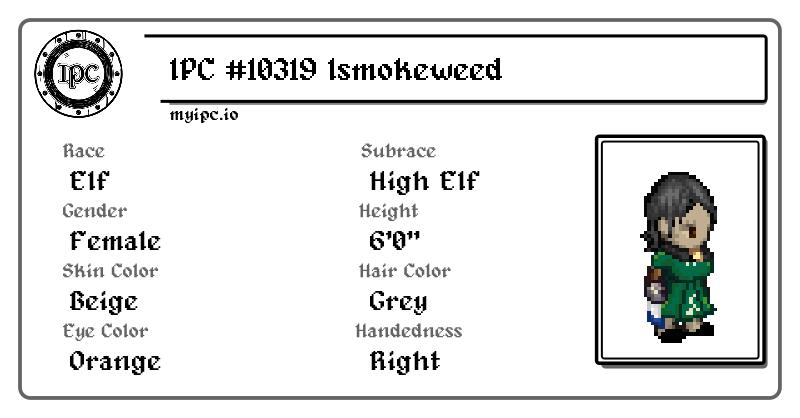 IPC
IPC #10319 Ismokeweed
myipc.io
Race
Subrace
Elf
High Elf
Gender
Height
Female
6'0"
Skin Color
Hair Color
Beige
Grey
Eye Color
Handedness
Orange
Right